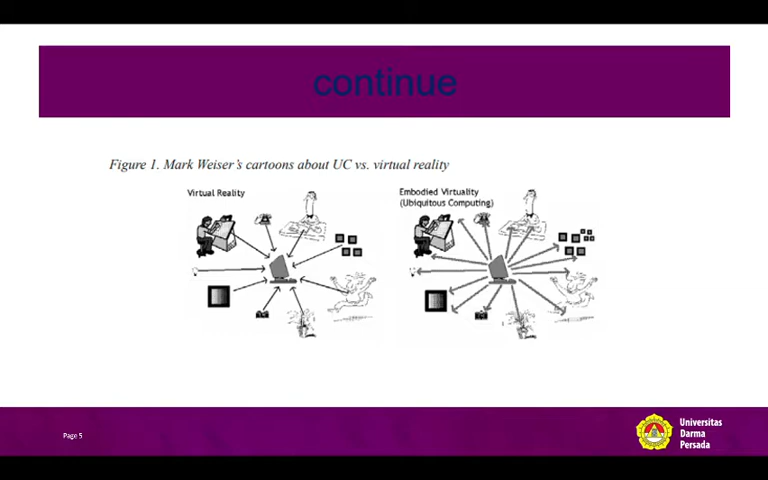 continue
Figure 1. Mark Weiser's cartoons about UC vs. virtual reality
Virtual Reality
Embodied Virtuality
(Ubiquitous Computing)
Page 5
Universitas
Darma
Persada